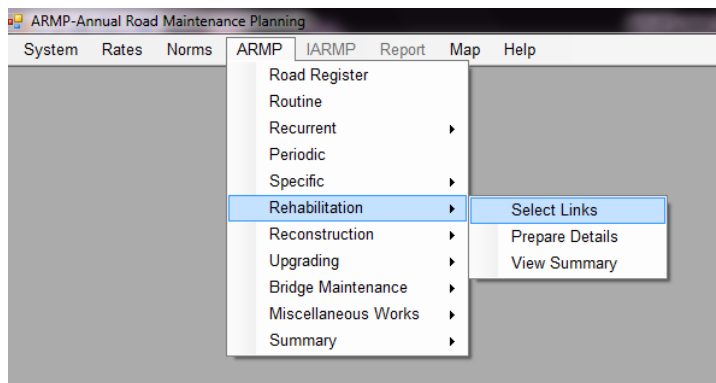 ARMP-Annual Road Maintenance Planning
System Rates Norms ARMP IARMP Report Map Help
Road Register
Routine
Recurrent
Periodic
Specific
Rehabilitation
Select Links
Reconstruction
Prepare Details
Upgrading
View Summary
Bridge Maintenance
Miscellaneous Works
Summary